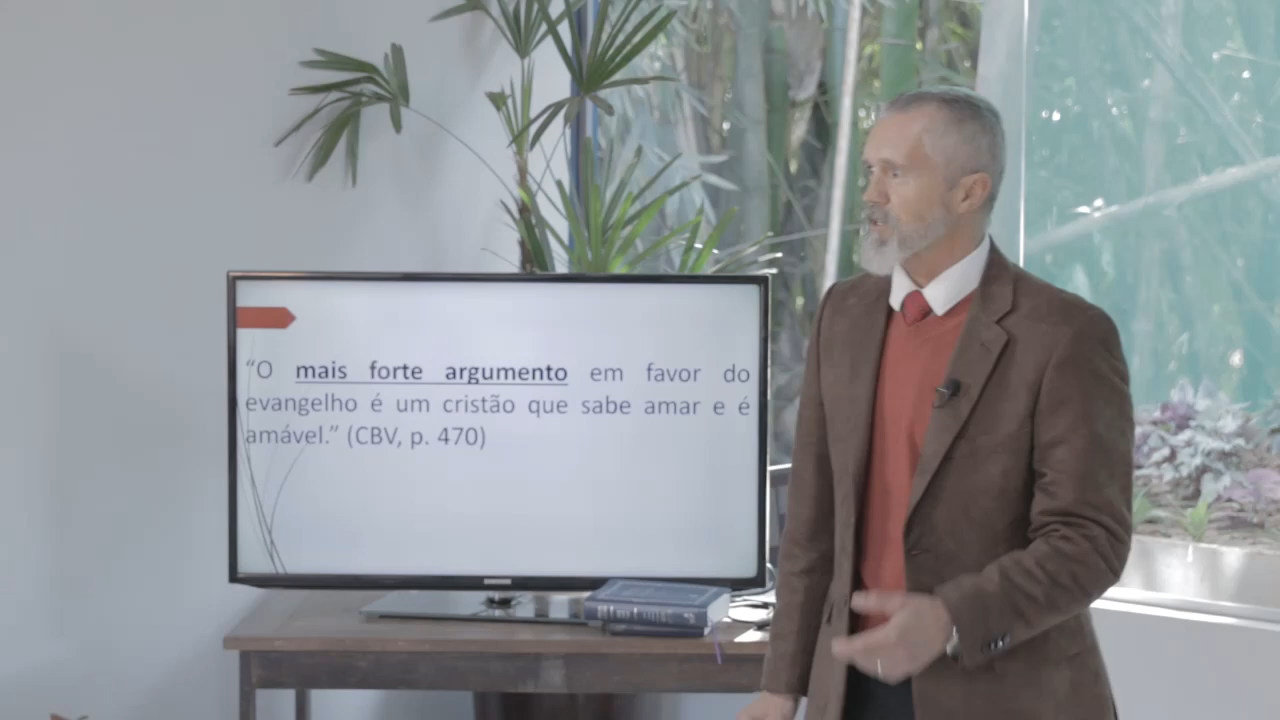 “O mais forte argumento em favor do
evangelho é um cristão que sabe amar e é
amável.” (CBV, p. 470)